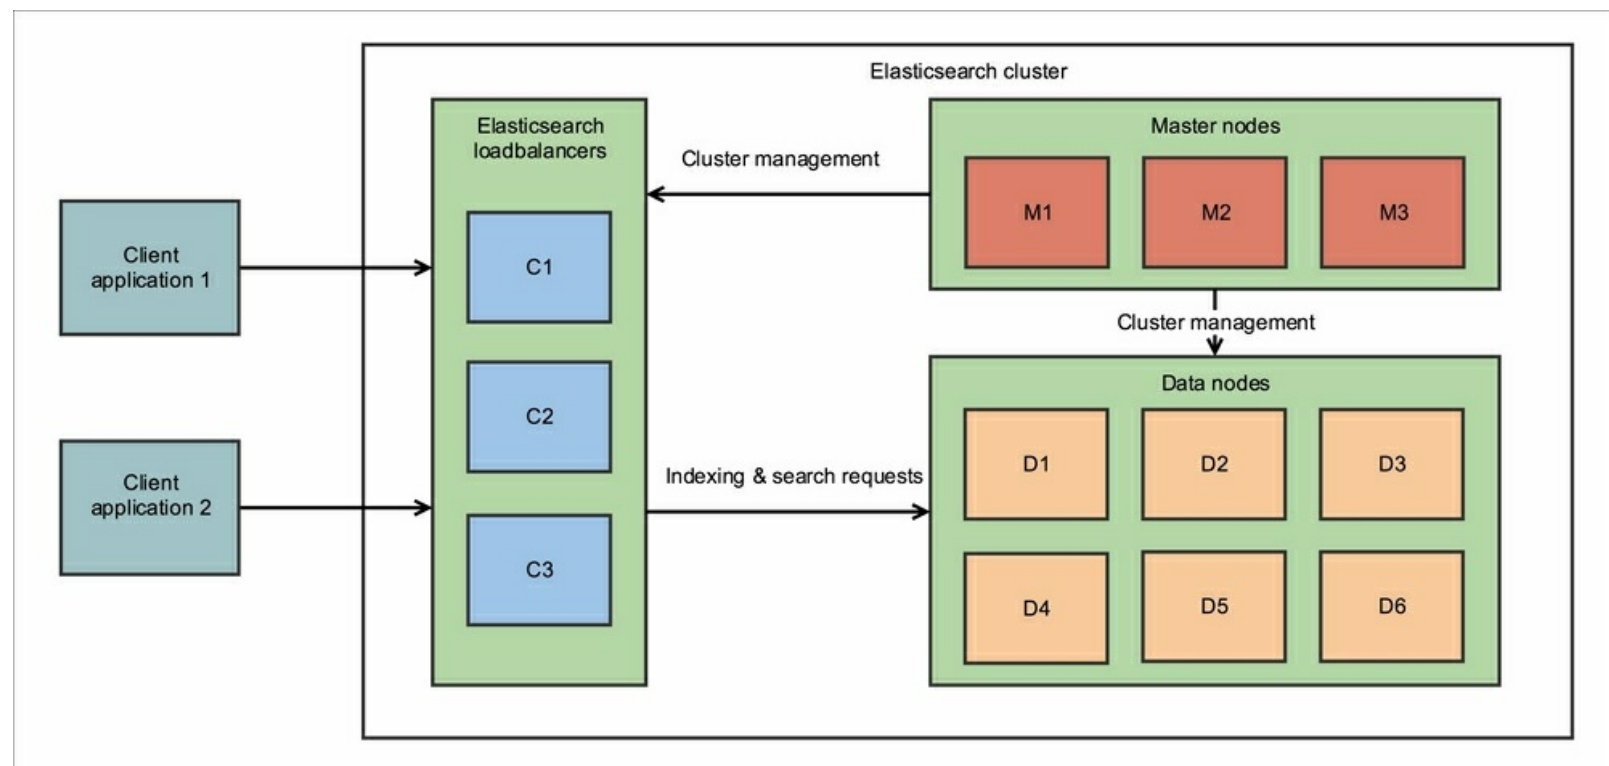 Elasticsearch cluster
Elasticsearch
loadbalancers
Master nodes
Cluster management
M1
M2
M3
Client
application 1
C1
Cluster management
Data nodes
C2
D1
D2
D3
Indexing & search requests
Client
application 2
C3
D4
D5
D6